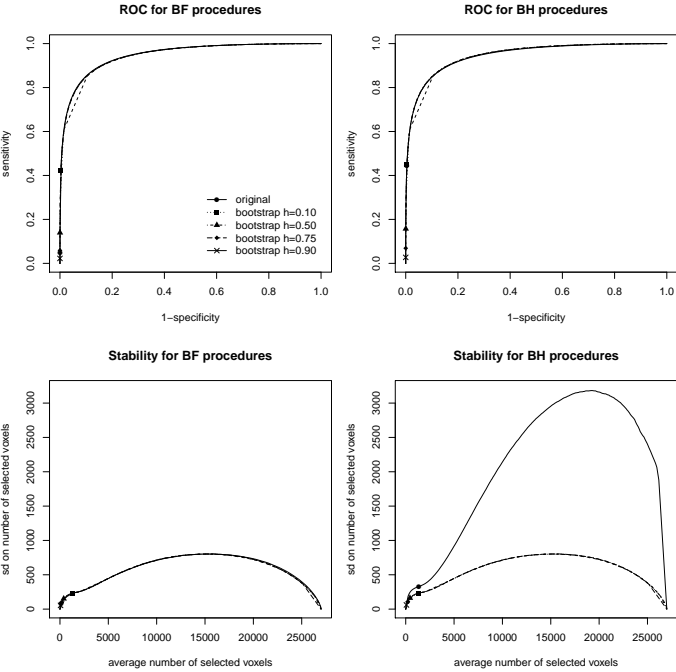 ROC for BF procedures
sensitivity
0.0 0.2 0.4 0.6 0.8 1.0
original
bootstrap h=0.10
bootstrap h=0.50
bootstrap h=0.75
bootstrap h=0.90
0.0 0.2 0.4 0.6 0.8 1.0
1−specificity
ROC for BH procedures
sensitivity
0.0 0.2 0.4 0.6 0.8 1.0
0.0 0.2 0.4 0.6 0.8 1.0
1−specificity
Stability for BF procedures
sd on number of selected voxels
0 500 1000 1500 2000 2500 3000
0 5000 10000 15000 20000 25000
average number of selected voxels
Stability for BH procedures
sd on number of selected voxels
0 500 1000 1500 2000 2500 3000
0 5000 10000 15000 20000 25000
average number of selected voxels